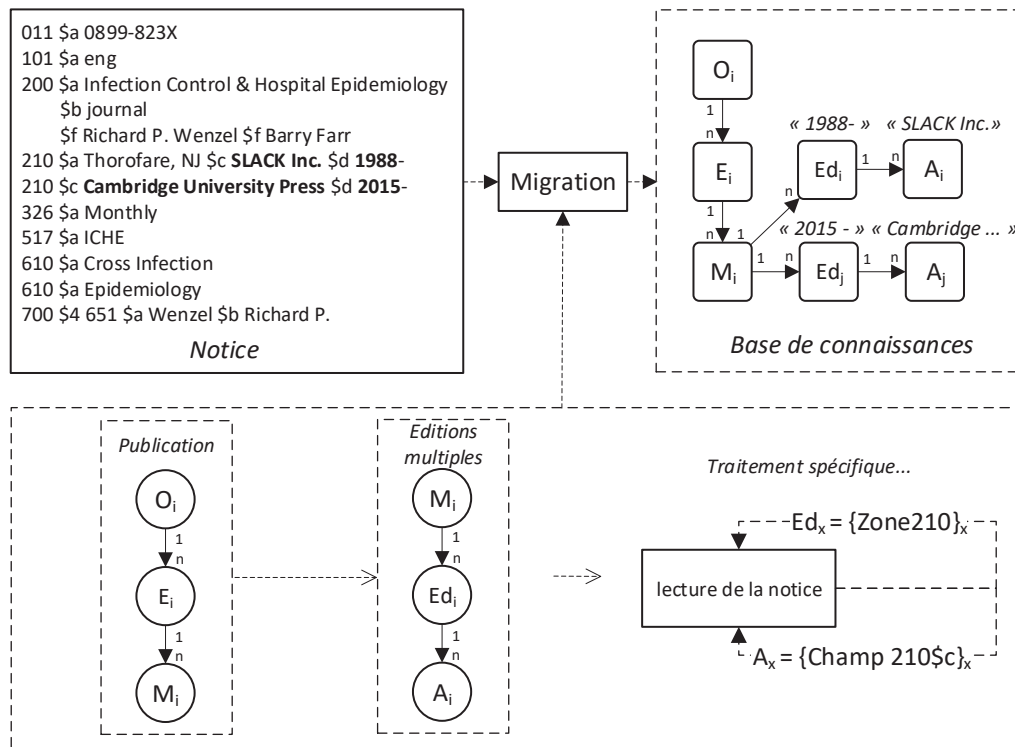 011 $a 0899-823X
101 $a eng
200 $a Infection Control & Hospital Epidemiology
$b journal
$f Richard P. Wenzel $f Barry Farr
210 $a Thorofare, NJ $c SLACK Inc. $d 1988-
210 $c Cambridge University Press $d 2015-
326 $a Monthly
517 $a ICHE
610 $a Cross Infection
610 $a Epidemiology
700 $4 651 $a Wenzel $b Richard P.
Notice
Migration
Oi
1
n
« 1988- » « SLACK Inc.»
Ei
Edi
1
n
Ai
1
n
n
1
« 2015 - » « Cambridge ... »
Mi
1
n
Edj
1
n
Aj
Base de connaissances
Publication
Oi
1
n
Ei
1
n
Mi
Editions
multiples
Mi
1
n
Edi
1
n
Ai
Traitement spécifique...
Edx = {Zone210}x
lecture de la notice
Ax = {Champ 210$c}x